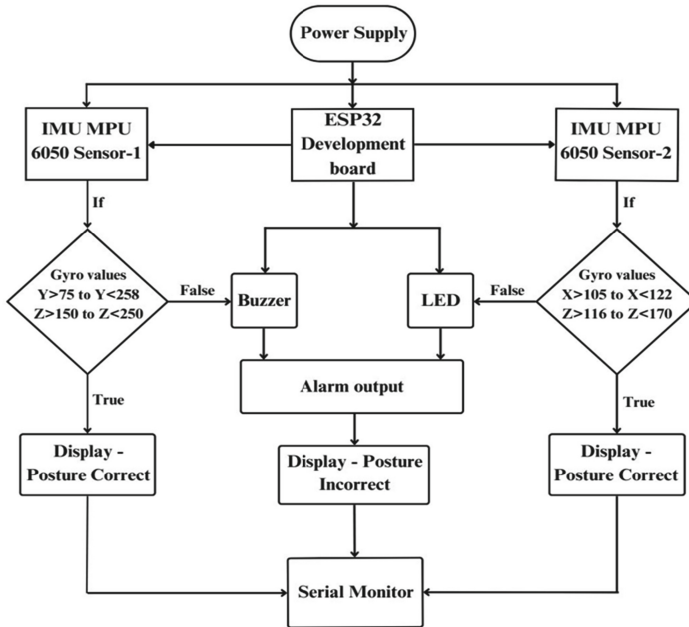 Power Supply
IMU MPU
6050 Sensor-1
ESP32
Development
board
IMU MPU
6050 Sensor-2
If
If
Gyro values
Y>75 to Y<258
Z>150 to Z<250
False
Buzzer
LED
False
Gyro values
X>105 to X<122
Z>116 to Z<170
True
Alarm output
True
Display -
Posture Correct
Display - Posture
Incorrect
Display -
Posture Correct
Serial Monitor